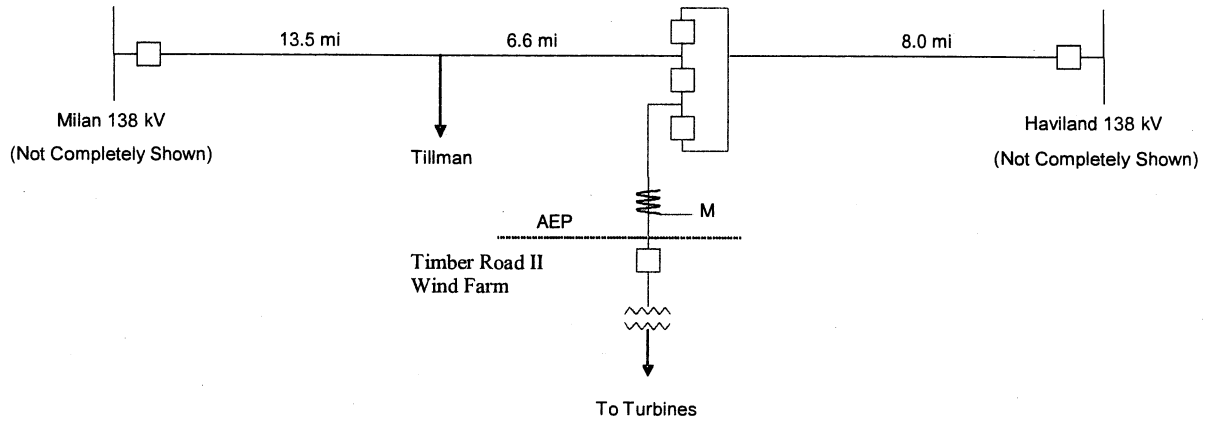 13.5 mi
6.6 mi
8.0 mi
Milan 138 kV
(Not Completely Shown)
Tillman
Haviland 138 kV
(Not Completely Shown)
M
AEP
Timber Road II
Wind Farm
To Turbines